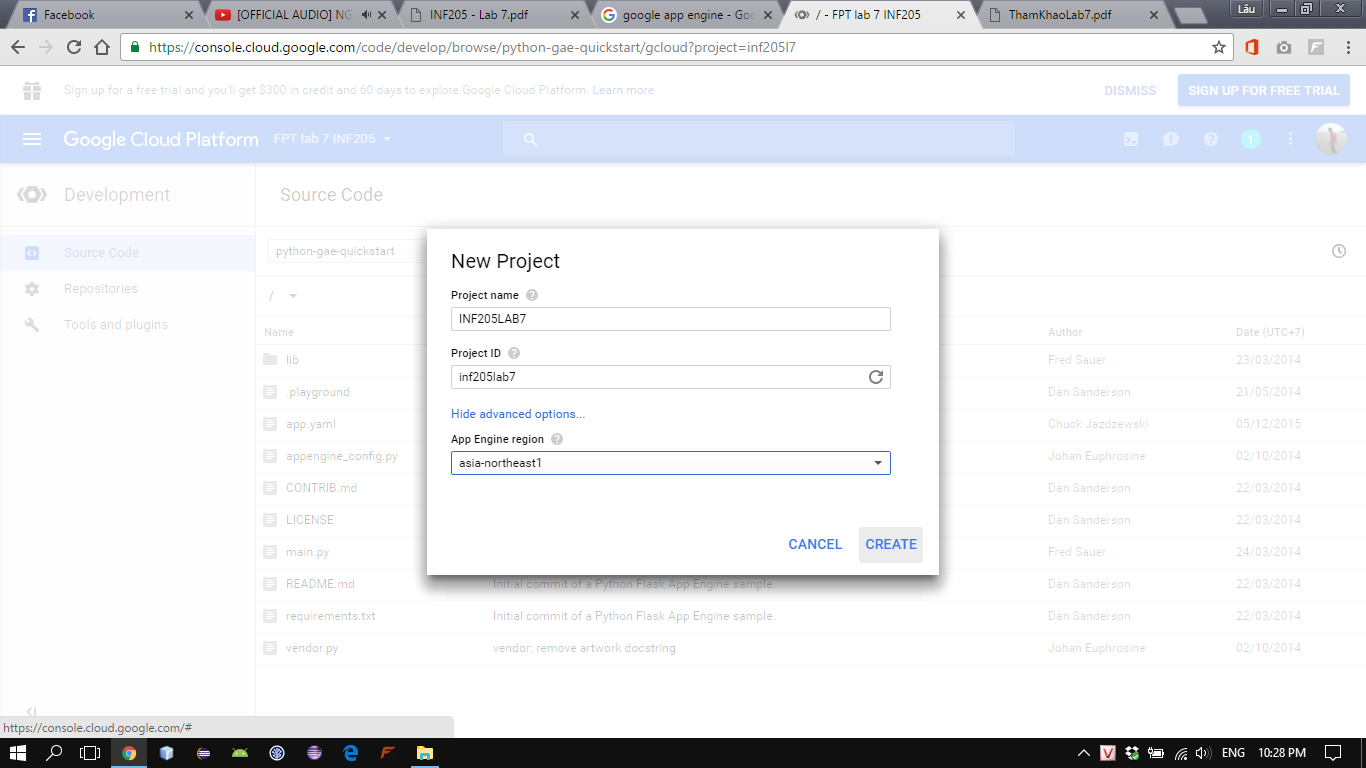 Facebook
[OFFICIAL AUDIO] NG
INF205 - Lab 7.pdf
google app engine - Goo
/ - FPT lab 7 INF205
ThamKhaoLab7.pdf
Lâu
https://console.cloud.google.com/code/develop/browse/python-gae-quickstart/gcloud?project=inf205l7
Sign up for a free trial and you'll get $300 in credit and 60 days to explore Google Cloud Platform. Learn more
DISMISS
SIGN UP FOR FREE TRIAL
Google Cloud Platform
FPT lab 7 INF205
1
Development
Source Code
Source Code
Repositories
Tools and plugins
python-gae-quickstart
/
Name
Author
Date (UTC+7)
lib
Fred Sauer
23/03/2014
.playground
Dan Sanderson
21/05/2014
app.yaml
Chuck Jazdzewski
05/12/2015
appengine_config.py
Johan Euphrosine
02/10/2014
CONTRIB.md
Dan Sanderson
22/03/2014
LICENSE
Dan Sanderson
22/03/2014
main.py
Fred Sauer
24/03/2014
README.md
Initial commit of a Python Flask App Engine sample.
Dan Sanderson
22/03/2014
requirements.txt
Initial commit of a Python Flask App Engine sample.
Dan Sanderson
22/03/2014
vendor.py
vendor: remove artwork docstring
Johan Euphrosine
02/10/2014
New Project
Project name
INF205LAB7
Project ID
inf205lab7
Hide advanced options...
App Engine region
asia-northeast1
CANCEL
CREATE
https://console.cloud.google.com/#
ENG
10:28 PM